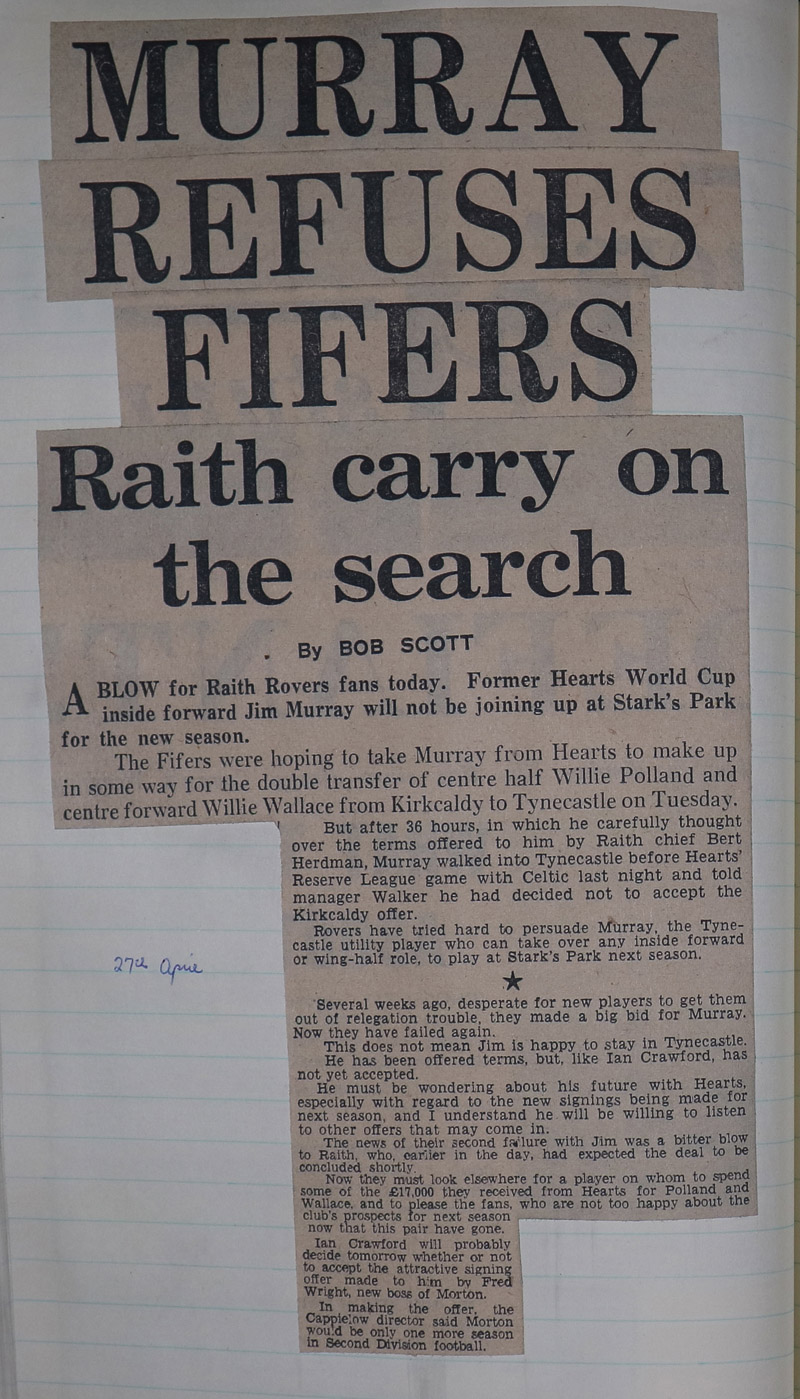 MURRAY
REFUSES
FIFERS
Raith carry on
the search
By BOB SCOTT
A BLOW for Raith Rovers fans today. Former Hearts World Cup
inside forward Jim Murray will not be joining up at Stark's Park
for the new season.
The Fifers were hoping to take Murray from Hearts to make up
in some way for the double transfer of centre half Willie Polland and
centre forward Willie Wallace from Kirkcaldy to Tynecastle on Tuesday.
But after 36 hours, in which he carefully thought
over the terms offered to him by Raith chief Bert
Herdman, Murray walked into Tynecastle before Hearts'
Reserve League game with Celtic last night and told
manager Walker he had decided not to accept the
Kirkcaldy offer.
Rovers have tried hard to persuade Murray, the Tyne-
castle utility player who can take over any inside forward
or wing-half role, to play at Stark's Park next season.
27th April
★
Several weeks ago, desperate for new players to get them
out of relegation trouble, they made a big bid for Murray.
Now they have failed again.
This does not mean Jim is happy to stay in Tynecastle.
He has been offered terms, but, like Ian Crawford, has
not yet accepted.
He must be wondering about his future with Hearts,
especially with regard to the new signings being made for
next season, and I understand he will be willing to listen
to other offers that may come in.
The news of their second failure with Jim was a bitter blow
to Raith, who, earlier in the day, had expected the deal to be
concluded shortly.
Now they must look elsewhere for a player on whom to spend
some of the £17,000 they received from Hearts for Polland and
Wallace, and to please the fans, who are not too happy about the
club's prospects for next season
now that this pair have gone.
Ian Crawford will probably
decide tomorrow whether or not
to accept the attractive signing
offer made to him by Fred
Wright, new boss of Morton.
In making the offer, the
Cappielow director said Morton
would be only one more season
in Second Division football.